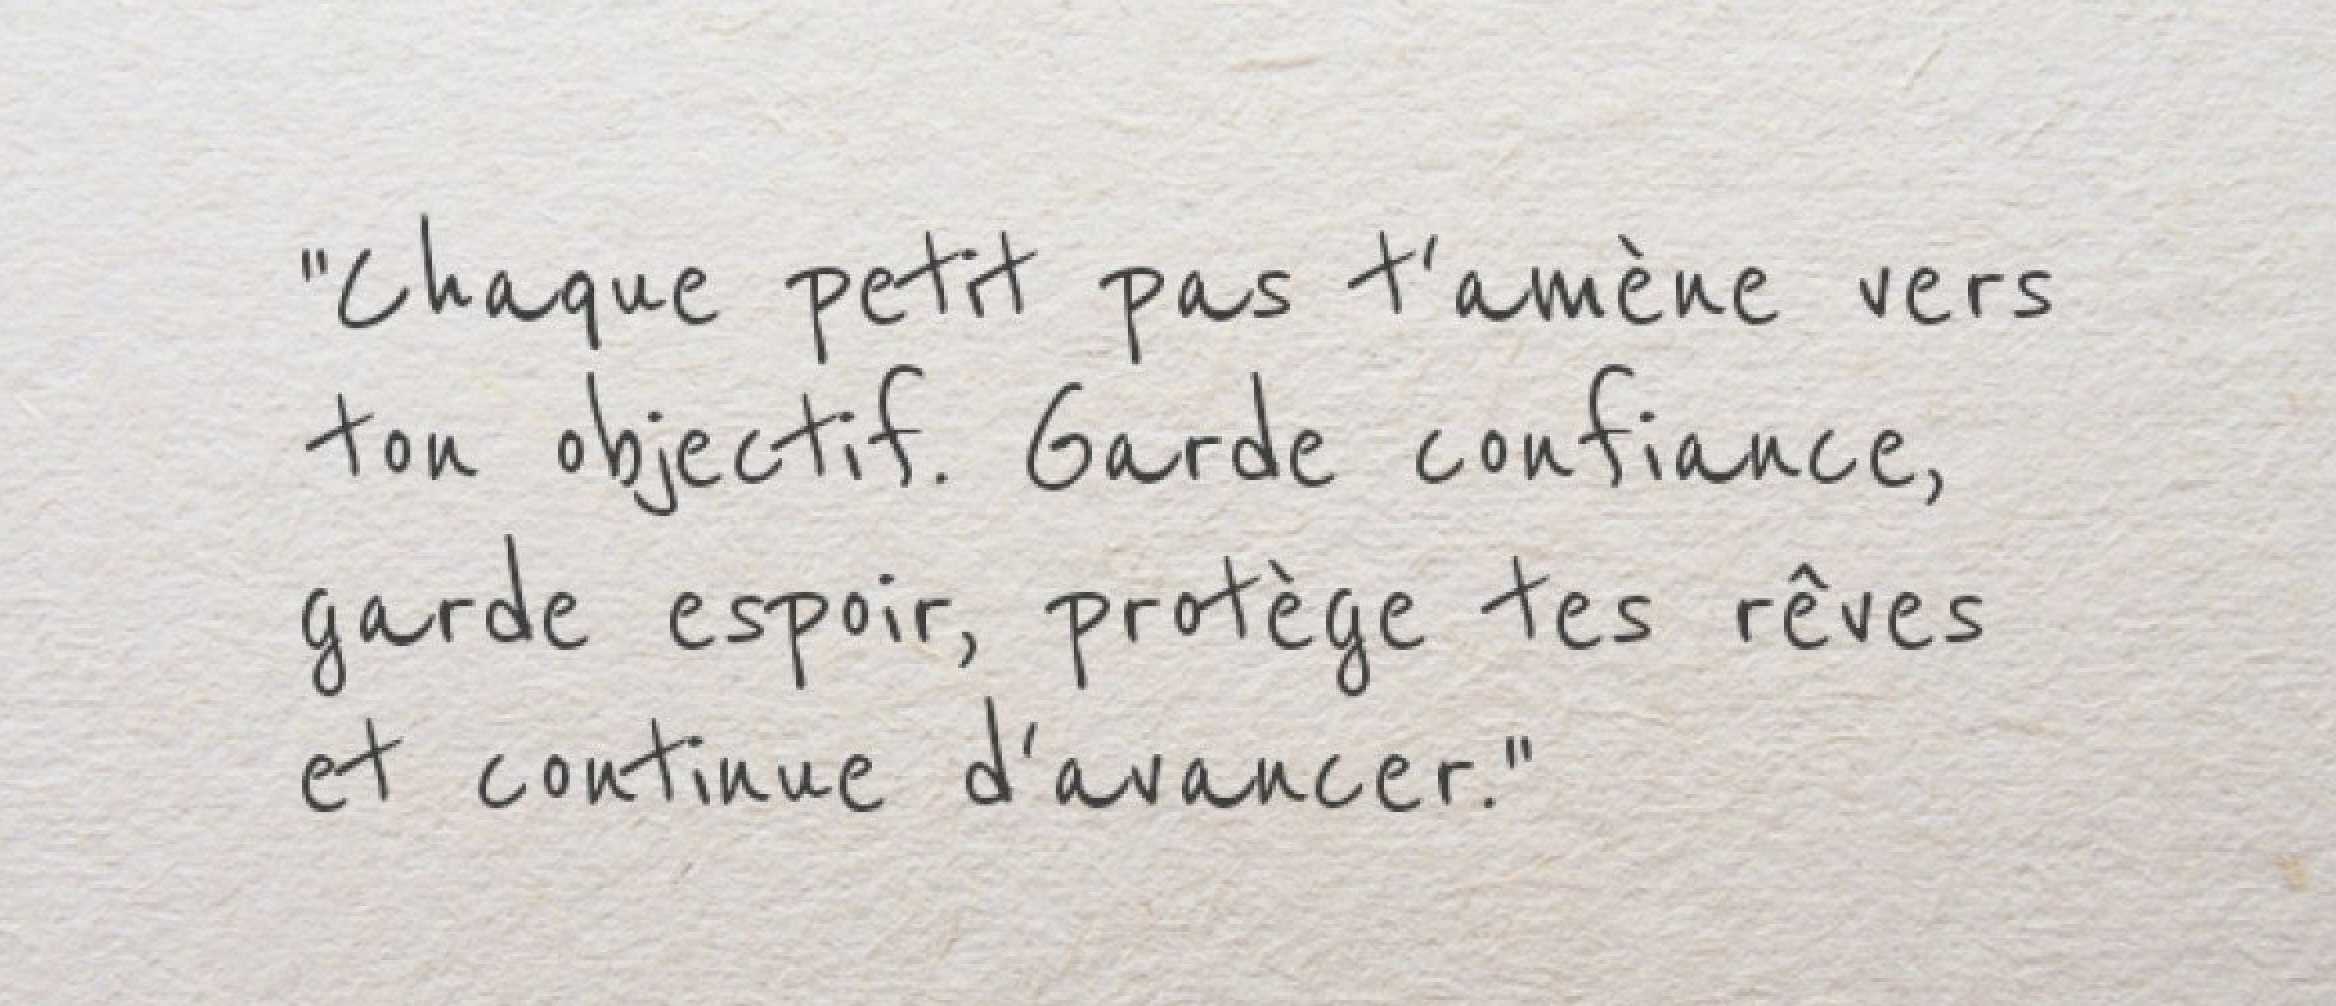 "Chaque petit pas t'amène vers
ton objectif. Garde confiance,
garde espoir, protège tes rêves
et continue d'avancer."